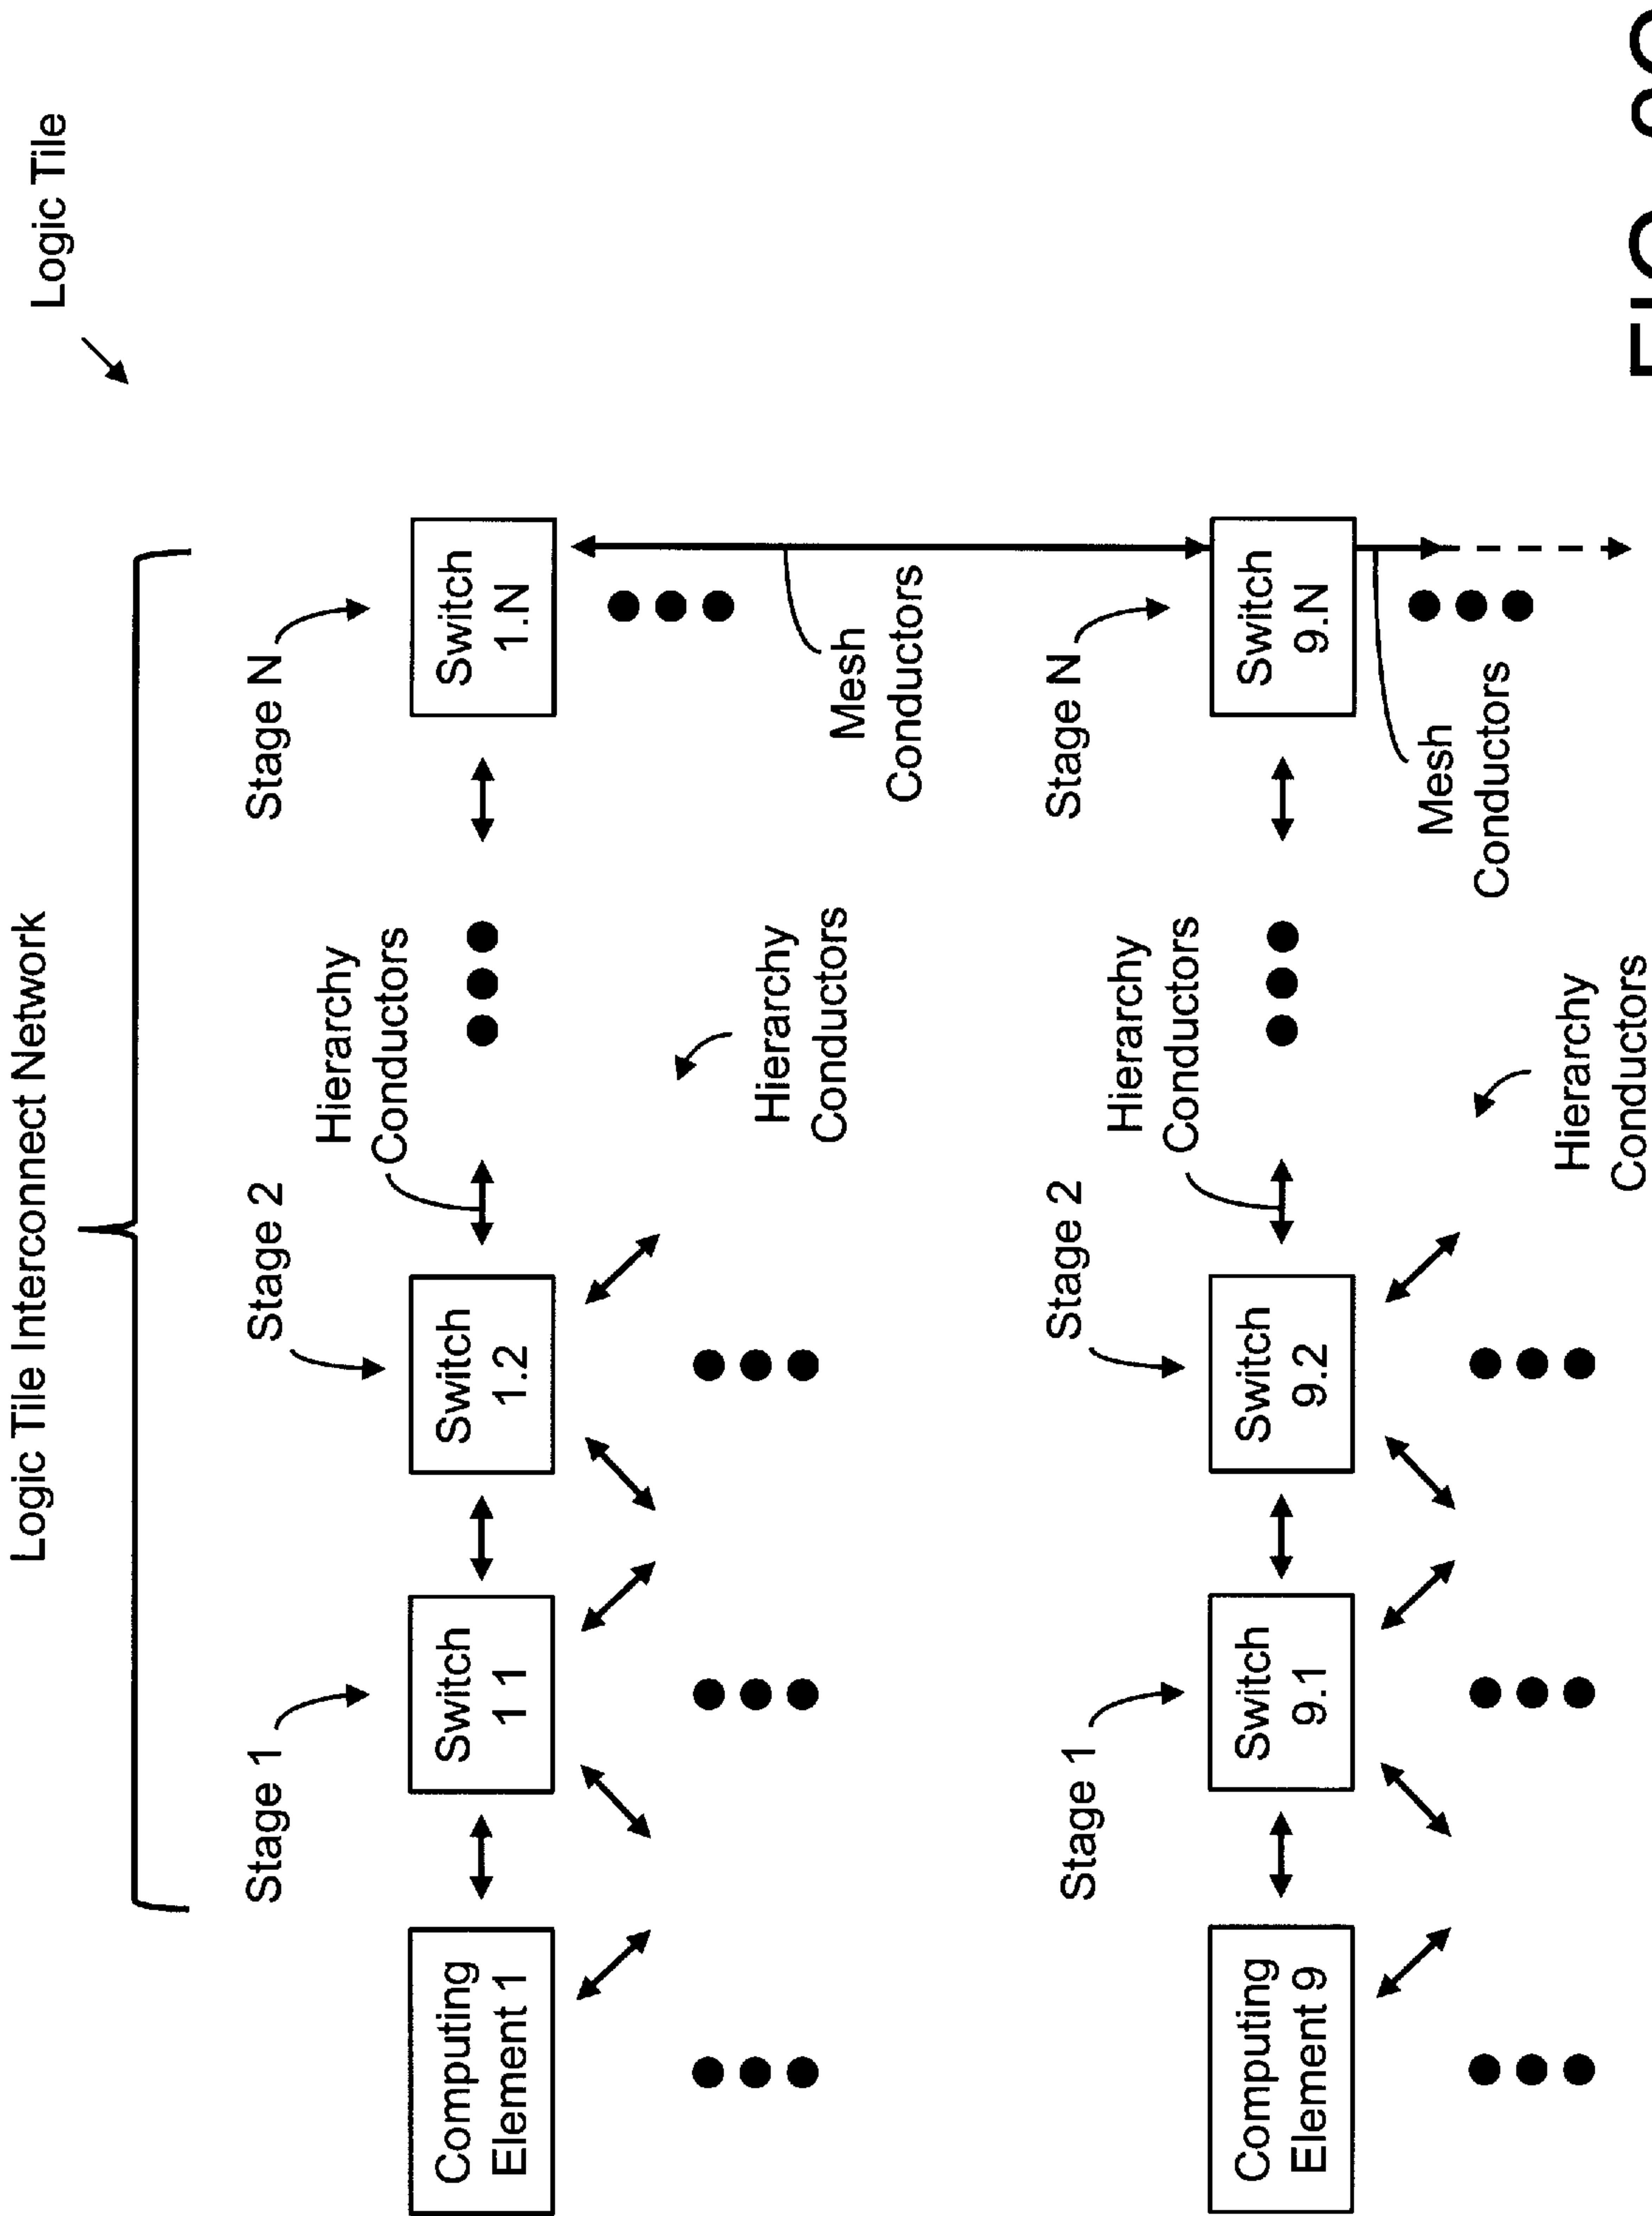 Logic Tile
Logic Tile Interconnect Network
Stage 1
Stage 2
Stage N
Hierarchy
Conductors
Computing
Element 1
Switch
1 1
Switch
1.2
Switch
1.N
Mesh
Conductors
Hierarchy
Conductors
Stage 1
Stage 2
Stage N
Hierarchy
Conductors
Computing
Element 9
Switch
9.1
Switch
9.2
Switch
9.N
Mesh
Conductors
Hierarchy
Conductors